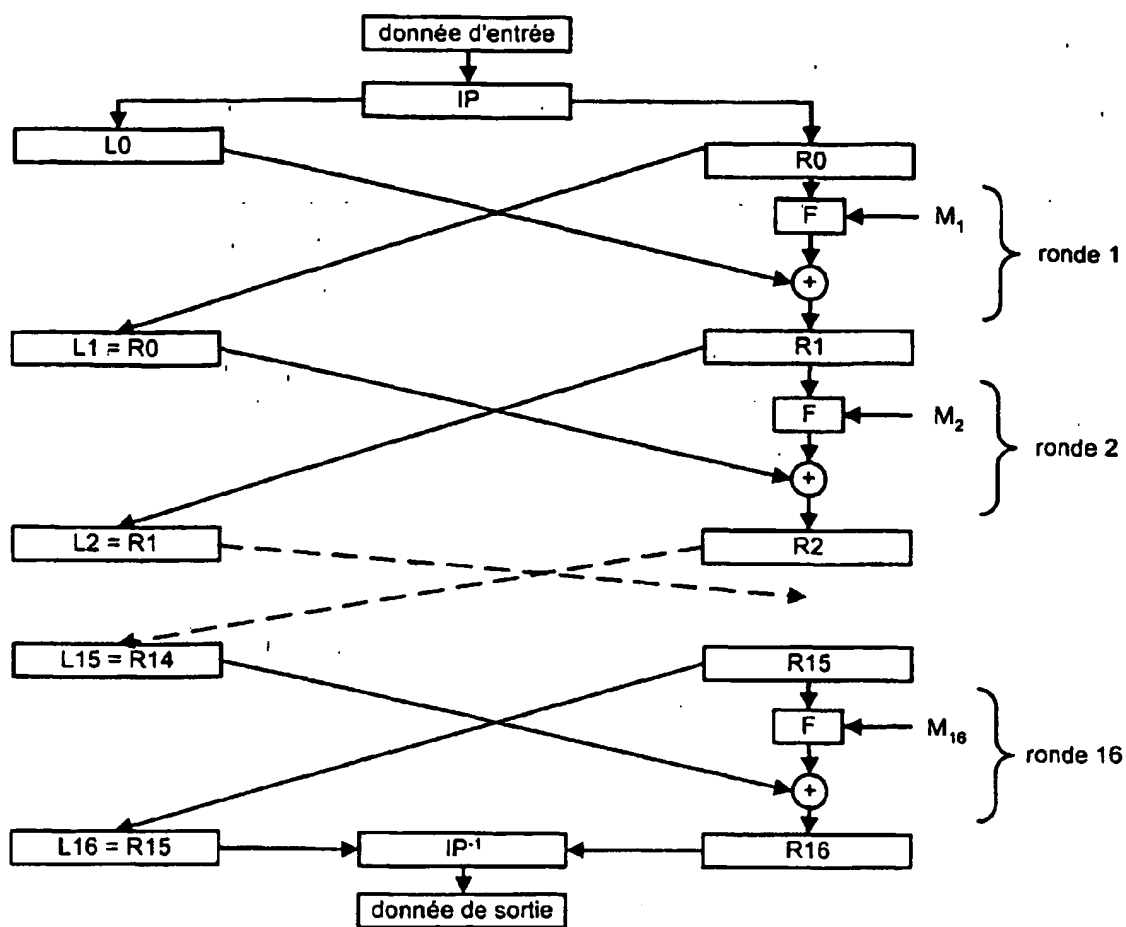 donnée d'entrée
IP
L0
R0
F
M₁
ronde 1
+
L1 = R0
R1
F
M₂
ronde 2
+
L2 = R1
R2
L15 = R14
R15
F
M₁₆
ronde 16
+
L16 = R15
IP⁻¹
R16
donnée de sortie